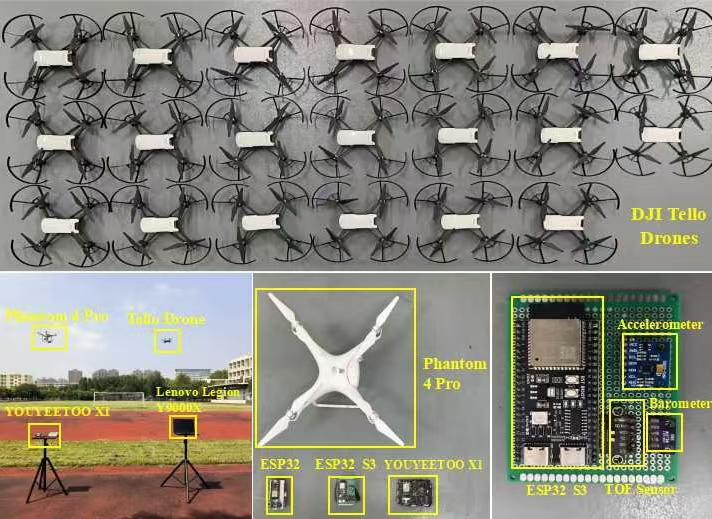 DJI Tello
Drones
Phantom 4 Pro
Tello Drone
YOUYEETOO X1
Lenovo Legion
Y9000X
Phantom
4 Pro
ESP32
ESP32 S3
YOUYEETOO X1
Accelerometer
Barometer
ESP32 S3
TOF Sensor